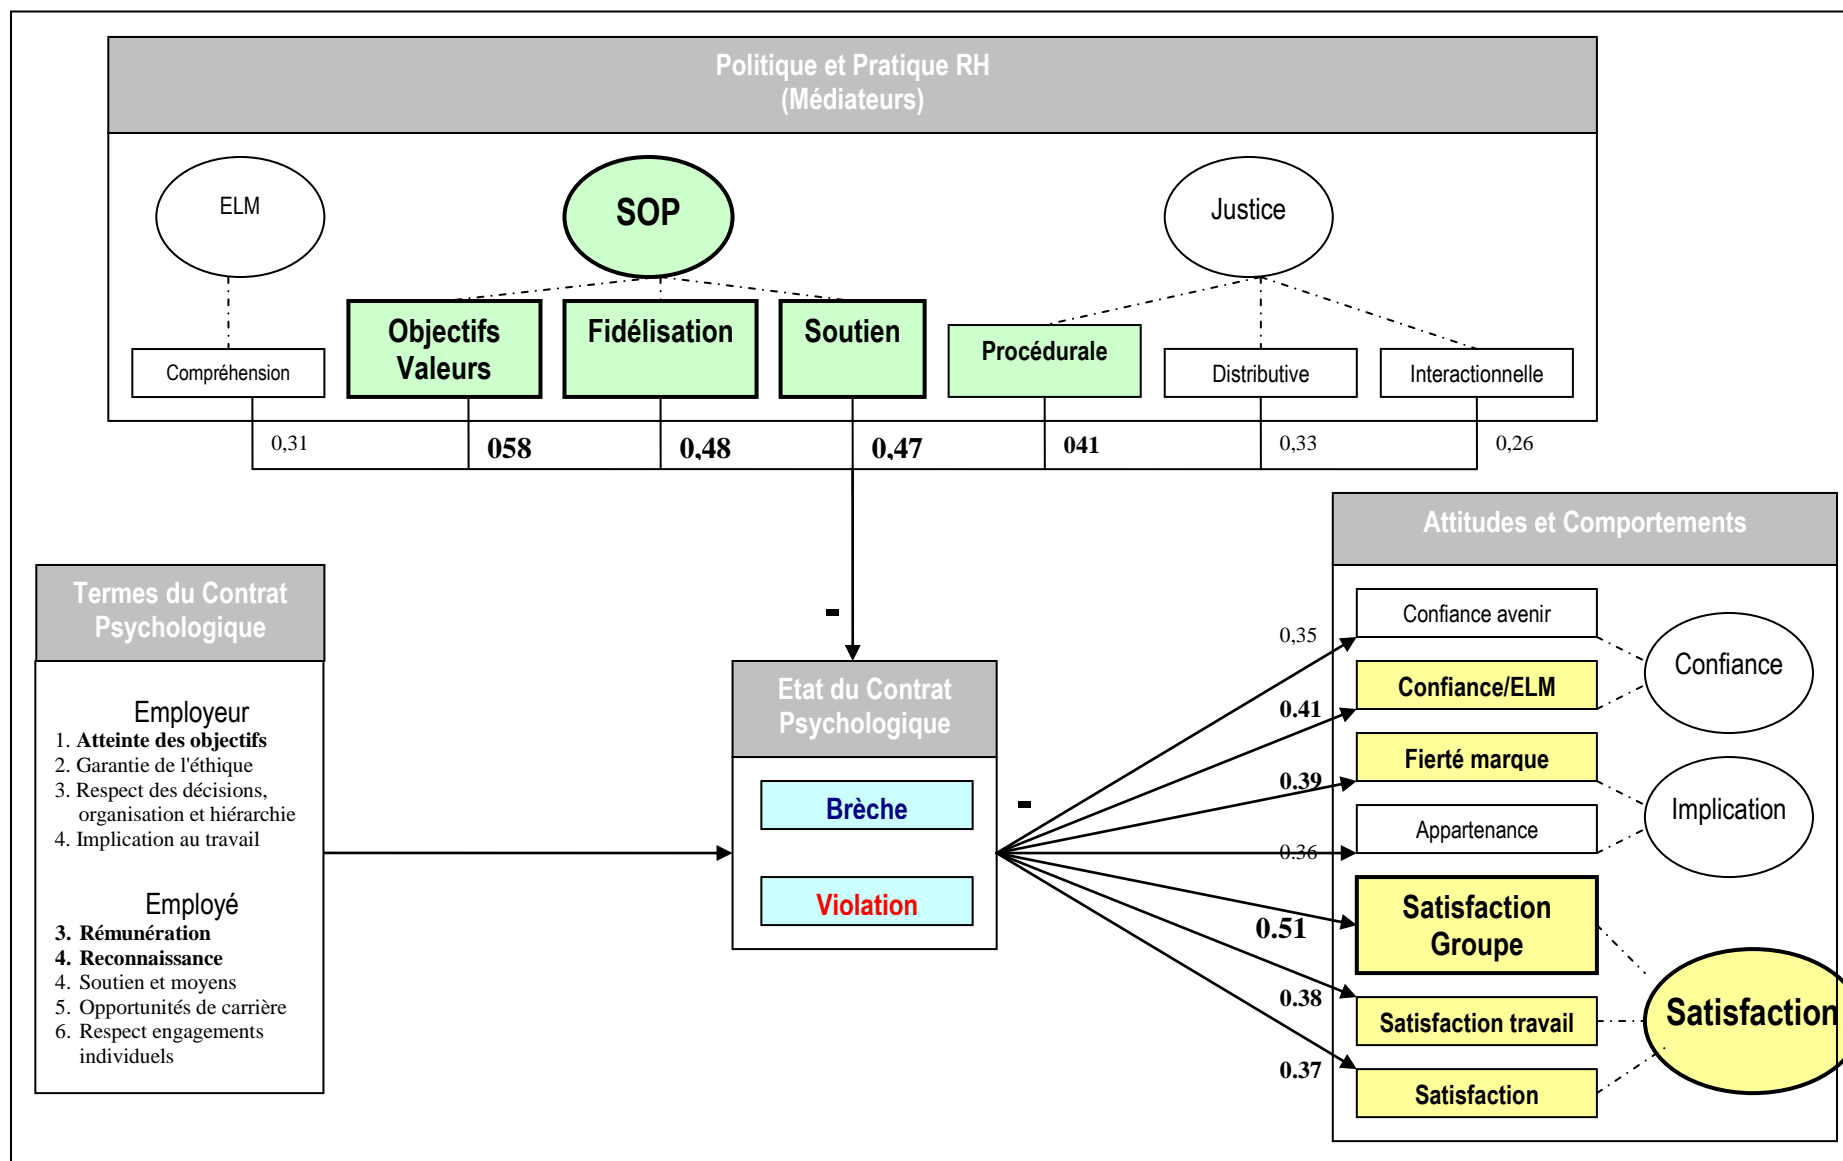 Politique et Pratique RH
(Médiateurs)
ELM
SOP
Justice
Compréhension
Objectifs
Valeurs
Fidélisation
Soutien
Procédurale
Distributive
Interactionnelle
0,31
058
0,48
0,47
041
0,33
0,26
Termes du Contrat
Psychologique
Employeur
1. Atteinte des objectifs
2. Garantie de l'éthique
3. Respect des décisions,
organisation et hiérarchie
4. Implication au travail
Employé
3. Rémunération
4. Reconnaissance
4. Soutien et moyens
5. Opportunités de carrière
6. Respect engagements
individuels
-
Etat du Contrat
Psychologique
Brèche
Violation
-
0,35
0.41
0.39
0.36
0.51
0.38
0.37
Attitudes et Comportements
Confiance avenir
Confiance/ELM
Confiance
Fierté marque
Appartenance
Implication
Satisfaction
Groupe
Satisfaction travail
Satisfaction
Satisfaction